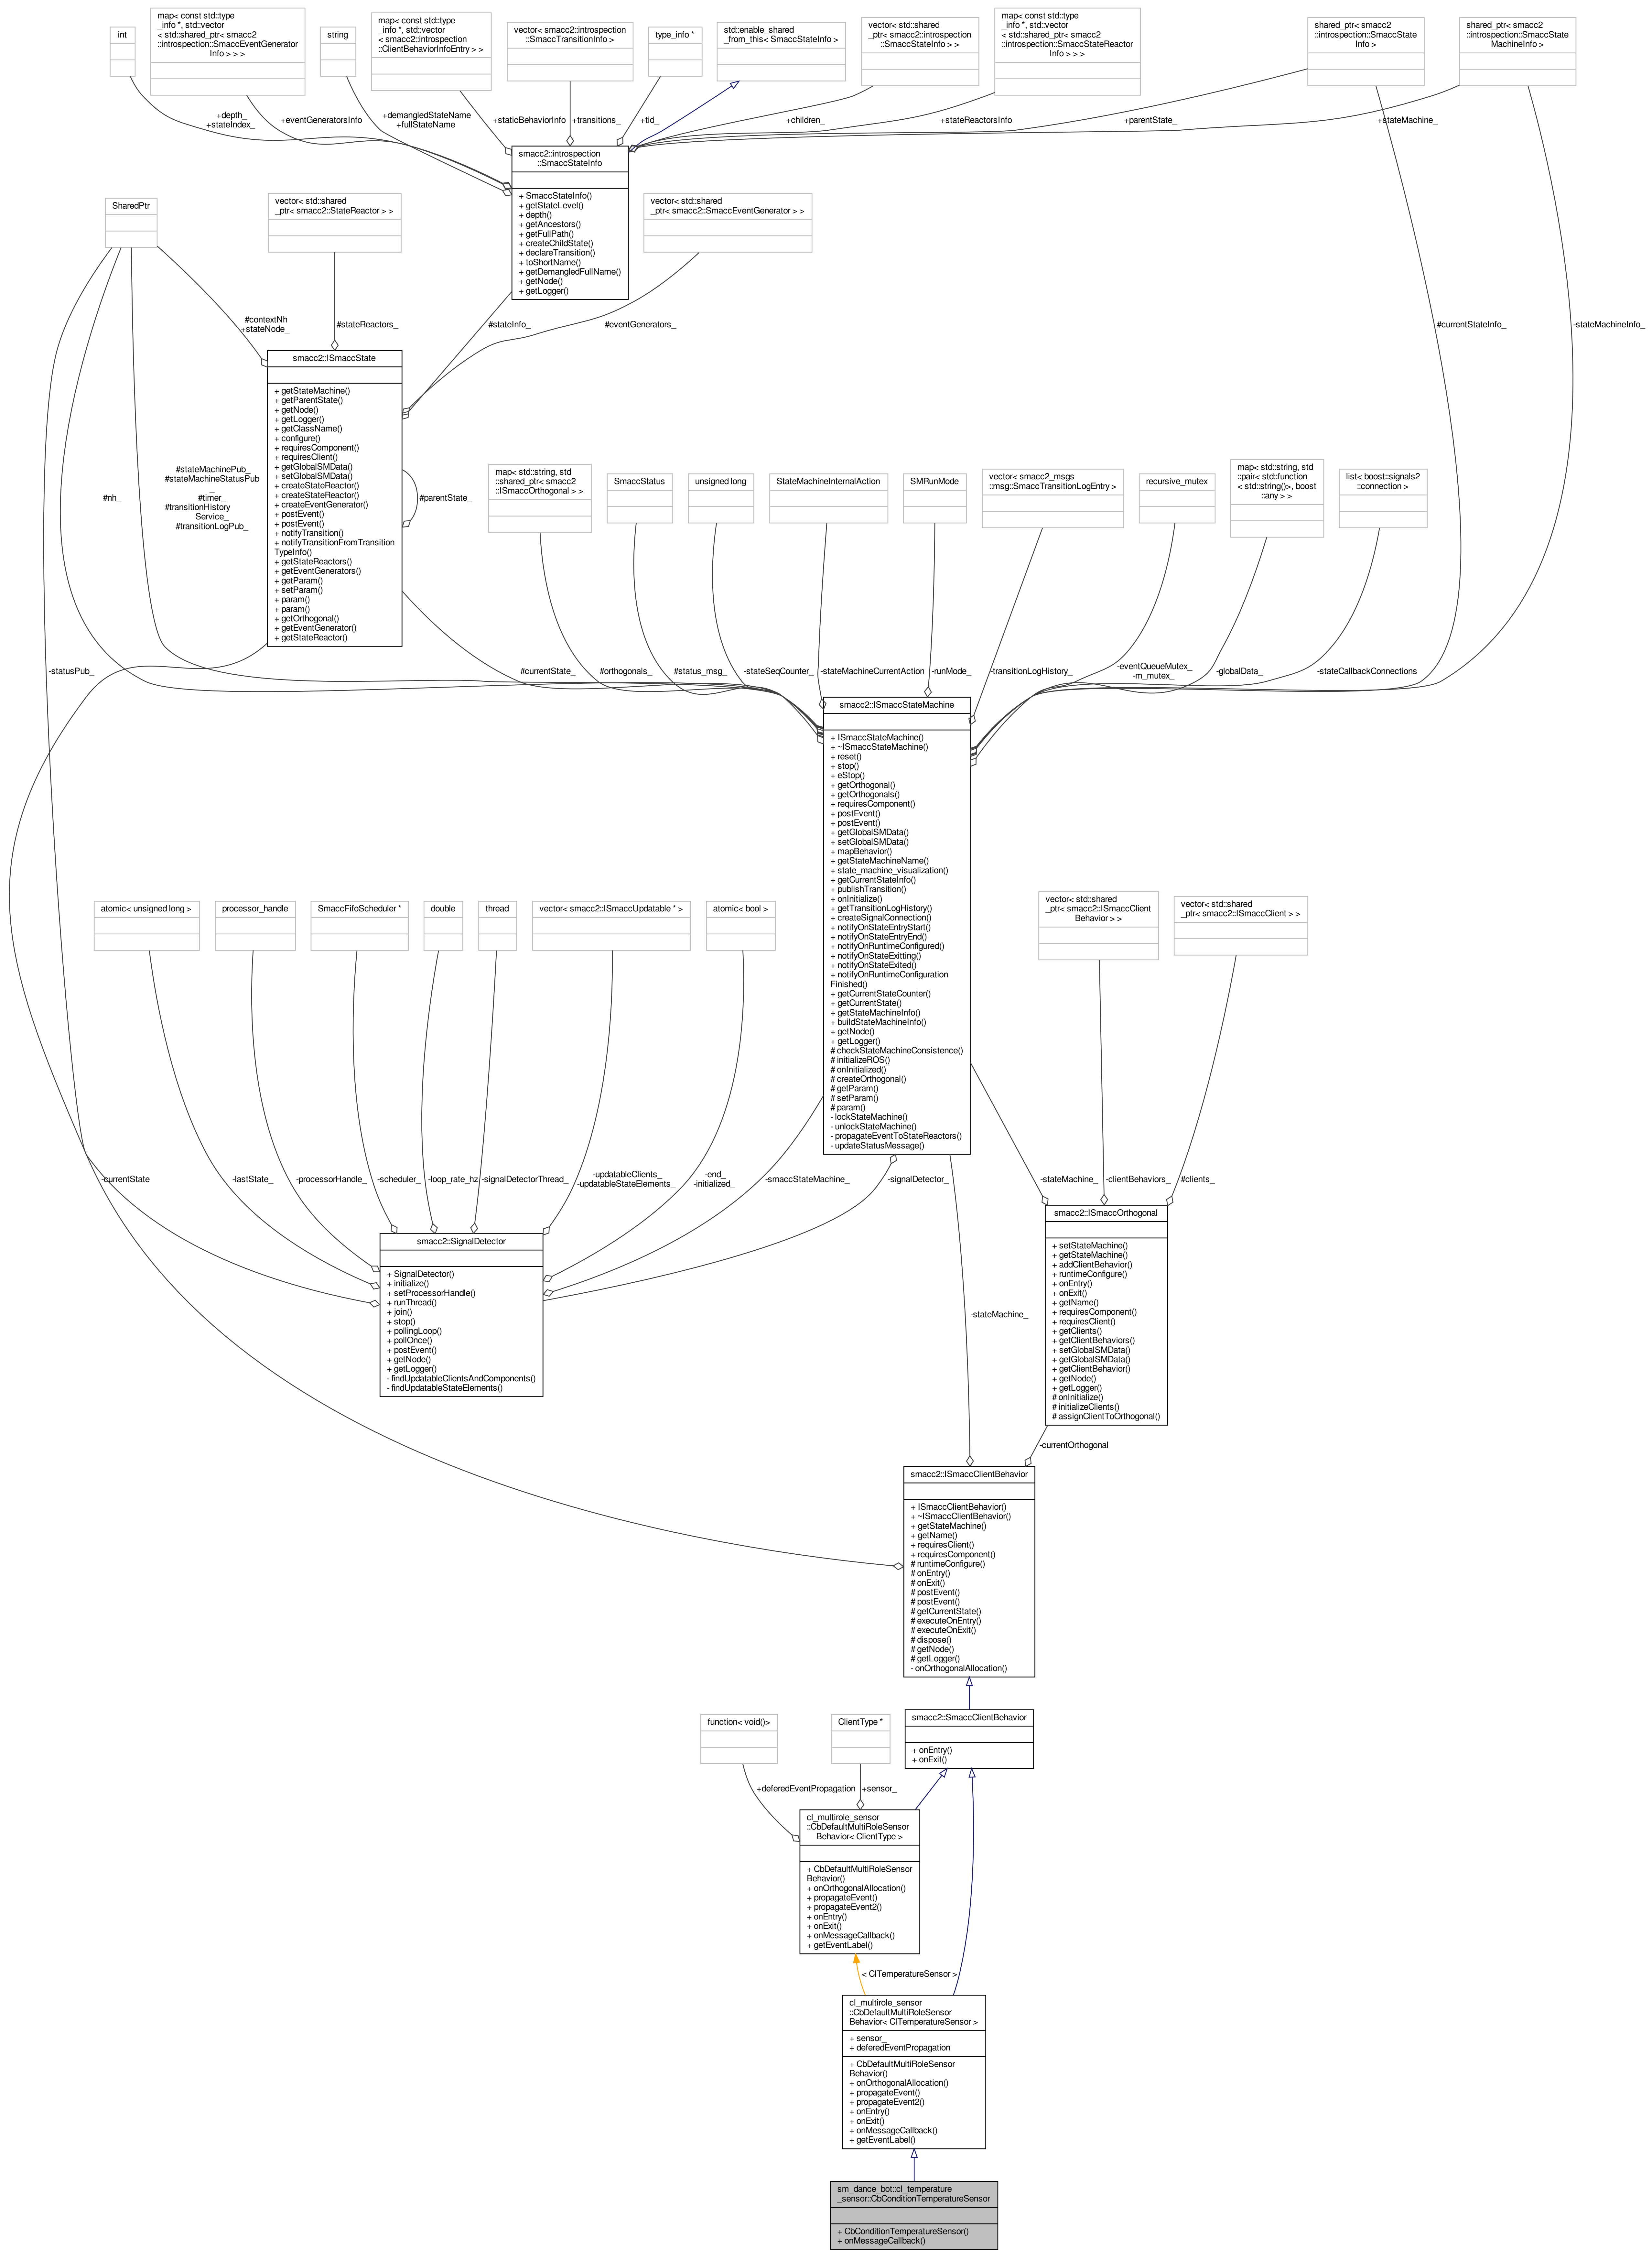 int
map< const std::type
_info *, std::vector
< std::shared_ptr< smacc2
::introspection::SmaccEventGenerator
Info > > >
string
map< const std::type
_info *, std::vector
< smacc2::introspection
::ClientBehaviorInfoEntry > >
vector< smacc2::introspection
::SmaccTransitionInfo >
type_info *
std::enable_shared
_from_this< SmaccStateInfo >
vector< std::shared
_ptr< smacc2::introspection
::SmaccStateInfo > >
map< const std::type
_info *, std::vector
< std::shared_ptr< smacc2
::introspection::SmaccStateReactor
Info > > >
shared_ptr< smacc2
::introspection::SmaccState
Info >
shared_ptr< smacc2
::introspection::SmaccState
MachineInfo >
+depth_
+stateIndex_
+eventGeneratorsInfo
+demangledStateName
+fullStateName
+staticBehaviorInfo
+transitions_
+tid_
+children_
+stateReactorsInfo
+parentState_
+stateMachine_
smacc2::introspection
::SmaccStateInfo
+ SmaccStateInfo()
+ getStateLevel()
+ depth()
+ getAncestors()
+ getFullPath()
+ createChildState()
+ declareTransition()
+ toShortName()
+ getDemangledFullName()
+ getNode()
+ getLogger()
SharedPtr
vector< std::shared
_ptr< smacc2::StateReactor > >
vector< std::shared
_ptr< smacc2::SmaccEventGenerator > >
#contextNh
+stateNode_
#stateReactors_
#stateInfo_
#eventGenerators_
#currentStateInfo_
-stateMachineInfo_
smacc2::ISmaccState
+ getStateMachine()
+ getParentState()
+ getNode()
+ getLogger()
+ getClassName()
+ configure()
+ requiresComponent()
+ requiresClient()
+ getGlobalSMData()
+ setGlobalSMData()
+ createStateReactor()
+ createStateReactor()
+ createEventGenerator()
+ postEvent()
+ postEvent()
+ notifyTransition()
+ notifyTransitionFromTransition
TypeInfo()
+ getStateReactors()
+ getEventGenerators()
+ getParam()
+ setParam()
+ param()
+ param()
+ getOrthogonal()
+ getEventGenerator()
+ getStateReactor()
#parentState_
#nh_
#stateMachinePub_
#stateMachineStatusPub
_
#timer_
#transitionHistory
Service_
#transitionLogPub_
map< std::string, std
::shared_ptr< smacc2
::ISmaccOrthogonal > >
SmaccStatus
unsigned long
StateMachineInternalAction
SMRunMode
vector< smacc2_msgs
::msg::SmaccTransitionLogEntry >
recursive_mutex
map< std::string, std
::pair< std::function
< std::string()>, boost
::any > >
list< boost::signals2
::connection >
-statusPub_
#currentState_
#orthogonals_
#status_msg_
-stateSeqCounter_
-stateMachineCurrentAction
-runMode_
-transitionLogHistory_
-eventQueueMutex_
-m_mutex_
-globalData_
-stateCallbackConnections
smacc2::ISmaccStateMachine
+ ISmaccStateMachine()
+ ~ISmaccStateMachine()
+ reset()
+ stop()
+ eStop()
+ getOrthogonal()
+ getOrthogonals()
+ requiresComponent()
+ postEvent()
+ postEvent()
+ getGlobalSMData()
+ setGlobalSMData()
+ mapBehavior()
+ getStateMachineName()
+ state_machine_visualization()
+ getCurrentStateInfo()
+ publishTransition()
+ onInitialize()
+ getTransitionLogHistory()
+ createSignalConnection()
+ notifyOnStateEntryStart()
+ notifyOnStateEntryEnd()
+ notifyOnRuntimeConfigured()
+ notifyOnStateExitting()
+ notifyOnStateExited()
+ notifyOnRuntimeConfiguration
Finished()
+ getCurrentStateCounter()
+ getCurrentState()
+ getStateMachineInfo()
+ buildStateMachineInfo()
+ getNode()
+ getLogger()
# checkStateMachineConsistence()
# initializeROS()
# onInitialized()
# createOrthogonal()
# getParam()
# setParam()
# param()
- lockStateMachine()
- unlockStateMachine()
- propagateEventToStateReactors()
- updateStatusMessage()
atomic< unsigned long >
processor_handle
SmaccFifoScheduler *
double
thread
vector< smacc2::ISmaccUpdatable * >
atomic< bool >
vector< std::shared
_ptr< smacc2::ISmaccClient
Behavior > >
vector< std::shared
_ptr< smacc2::ISmaccClient > >
-currentState
-lastState_
-processorHandle_
-scheduler_
-loop_rate_hz
-signalDetectorThread_
-updatableClients_
-updatableStateElements_
-end_
-initialized_
-smaccStateMachine_
-signalDetector_
-stateMachine_
-clientBehaviors_
#clients_
smacc2::SignalDetector
+ SignalDetector()
+ initialize()
+ setProcessorHandle()
+ runThread()
+ join()
+ stop()
+ pollingLoop()
+ pollOnce()
+ postEvent()
+ getNode()
+ getLogger()
- findUpdatableClientsAndComponents()
- findUpdatableStateElements()
smacc2::ISmaccOrthogonal
+ setStateMachine()
+ getStateMachine()
+ addClientBehavior()
+ runtimeConfigure()
+ onEntry()
+ onExit()
+ getName()
+ requiresComponent()
+ requiresClient()
+ getClients()
+ getClientBehaviors()
+ setGlobalSMData()
+ getGlobalSMData()
+ getClientBehavior()
+ getNode()
+ getLogger()
# onInitialize()
# initializeClients()
# assignClientToOrthogonal()
-stateMachine_
-currentOrthogonal
smacc2::ISmaccClientBehavior
+ ISmaccClientBehavior()
+ ~ISmaccClientBehavior()
+ getStateMachine()
+ getName()
+ requiresClient()
+ requiresComponent()
# runtimeConfigure()
# onEntry()
# onExit()
# postEvent()
# postEvent()
# getCurrentState()
# executeOnEntry()
# executeOnExit()
# dispose()
# getNode()
# getLogger()
- onOrthogonalAllocation()
smacc2::SmaccClientBehavior
+ onEntry()
+ onExit()
function< void()>
ClientType *
+deferedEventPropagation
+sensor_
cl_multirole_sensor
::CbDefaultMultiRoleSensor
Behavior< ClientType >
+ CbDefaultMultiRoleSensor
Behavior()
+ onOrthogonalAllocation()
+ propagateEvent()
+ propagateEvent2()
+ onEntry()
+ onExit()
+ onMessageCallback()
+ getEventLabel()
< ClTemperatureSensor >
cl_multirole_sensor
::CbDefaultMultiRoleSensor
Behavior< ClTemperatureSensor >
+ sensor_
+ deferedEventPropagation
+ CbDefaultMultiRoleSensor
Behavior()
+ onOrthogonalAllocation()
+ propagateEvent()
+ propagateEvent2()
+ onEntry()
+ onExit()
+ onMessageCallback()
+ getEventLabel()
sm_dance_bot::cl_temperature
_sensor::CbConditionTemperatureSensor
+ CbConditionTemperatureSensor()
+ onMessageCallback()